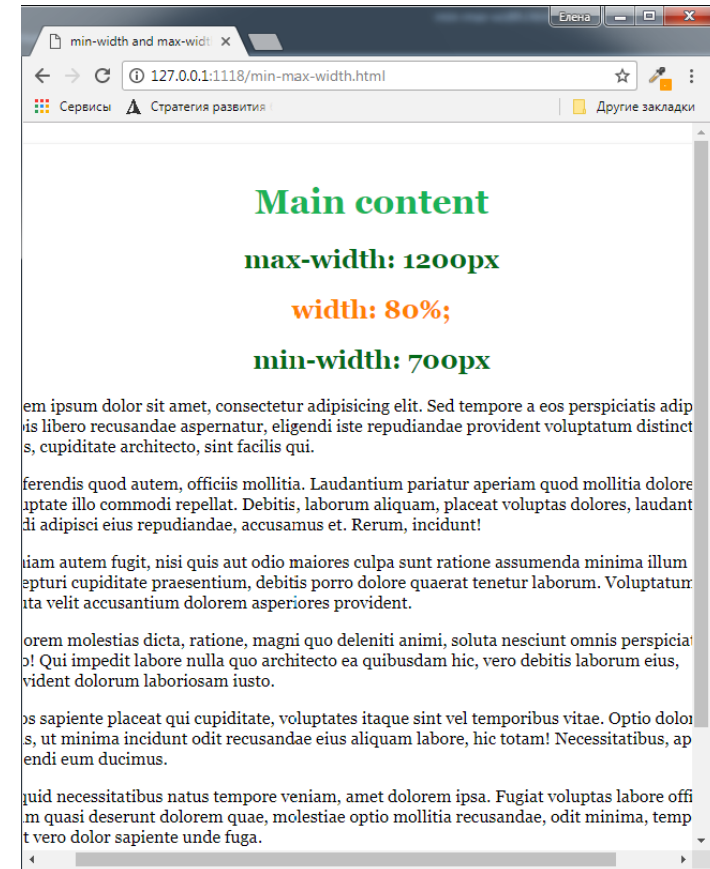 Елена
min-width and max-widt
127.0.0.1:1118/min-max-width.html
Сервисы Стратегия развития Другие закладки
Main content
max-width: 1200px
width: 80%;
min-width: 700px
em ipsum dolor sit amet, consectetur adipisicing elit. Sed tempore a eos perspiciatis adip
is libero recusandae aspernatur, eligendi iste repudiandae provident voluptatum distinct
s, cupiditate architecto, sint facilis qui.
ferendis quod autem, officiis mollitia. Laudantium pariatur aperiam quod mollitia dolore
uptate illo commodi repellat. Debitis, laborum aliquam, placeat voluptas dolores, laudant
di adipisci eius repudiandae, accusamus et. Rerum, incidunt!
iam autem fugit, nisi quis aut odio maiores culpa sunt ratione assumenda minima illum
epturi cupiditate praesentium, debitis porro dolore quaerat tenetur laborum. Voluptatum
uta velit accusantium dolorem asperiores provident.
orem molestias dicta, ratione, magni quo deleniti animi, soluta nesciunt omnis perspiciat
o! Qui impedit labore nulla quo architecto ea quibusdam hic, vero debitis laborum eius,
vident dolorum laboriosam iusto.
os sapiente placeat qui cupiditate, voluptates itaque sint vel temporibus vitae. Optio dolor
s, ut minima incidunt odit recusandae eius aliquam labore, hic totam! Necessitatibus, ap
endi eum ducimus.
quid necessitatibus natus tempore veniam, amet dolorem ipsa. Fugiat voluptas labore offi
m quasi deserunt dolorem quae, molestiae optio mollitia recusandae, odit minima, temp
t vero dolor sapiente unde fuga.